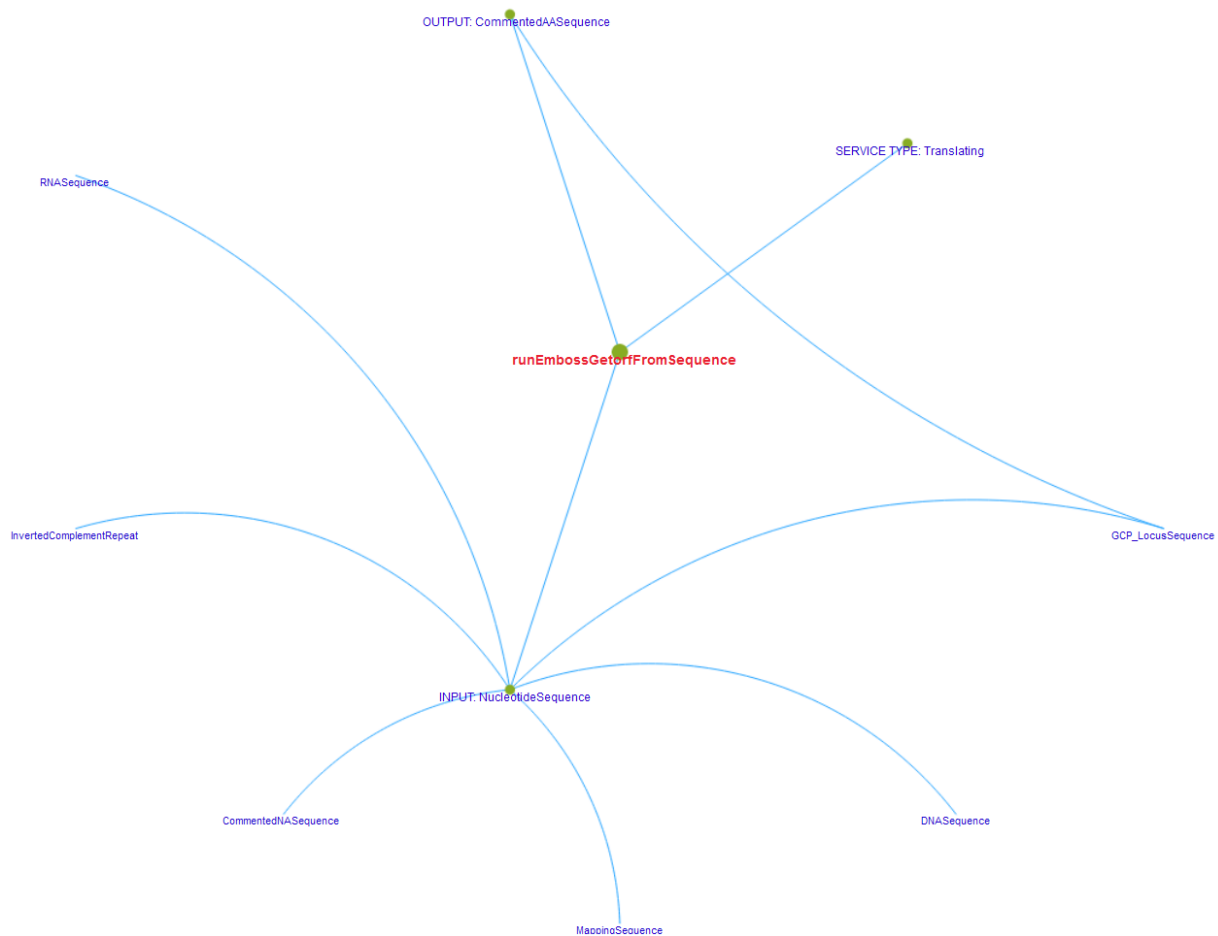 OUTPUT: CommentedAASequence
SERVICE TYPE: Translating
RNASequence
runEmbossGetorfFromSequence
InvertedComplementRepeat
GCP_LocusSequence
INPUT: NucleotideSequence
CommentedNASequence
DNASequence
MappingSequence